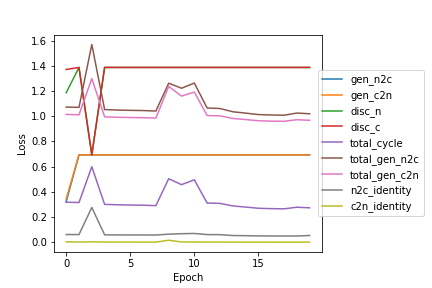 1.6
1.4
1.2
1.0
0.8
0.6
0.4
0.2
0.0
Loss
0
5
10
15
Epoch
gen_n2c
gen_c2n
disc_n
disc_c
total_cycle
total_gen_n2c
total_gen_c2n
n2c_identity
c2n_identity